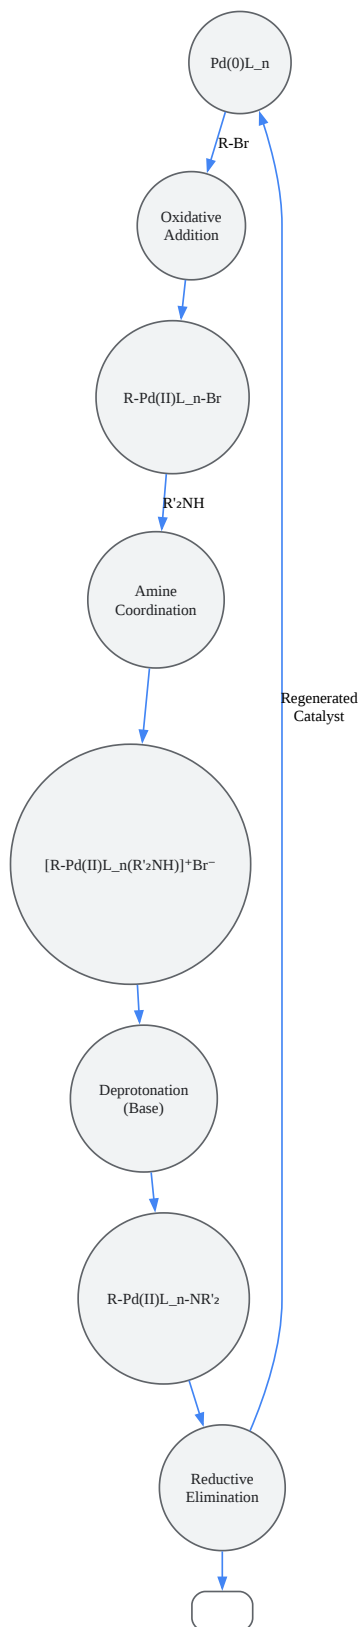 Pd(0)L_n
R-Br
Oxidative
Addition
R-Pd(II)L_n-Br
R'₂NH
Amine
Coordination
Regenerated
Catalyst
[R-Pd(II)L_n(R'₂NH)]⁺Br⁻
Deprotonation
(Base)
R-Pd(II)L_n-NR'₂
Reductive
Elimination